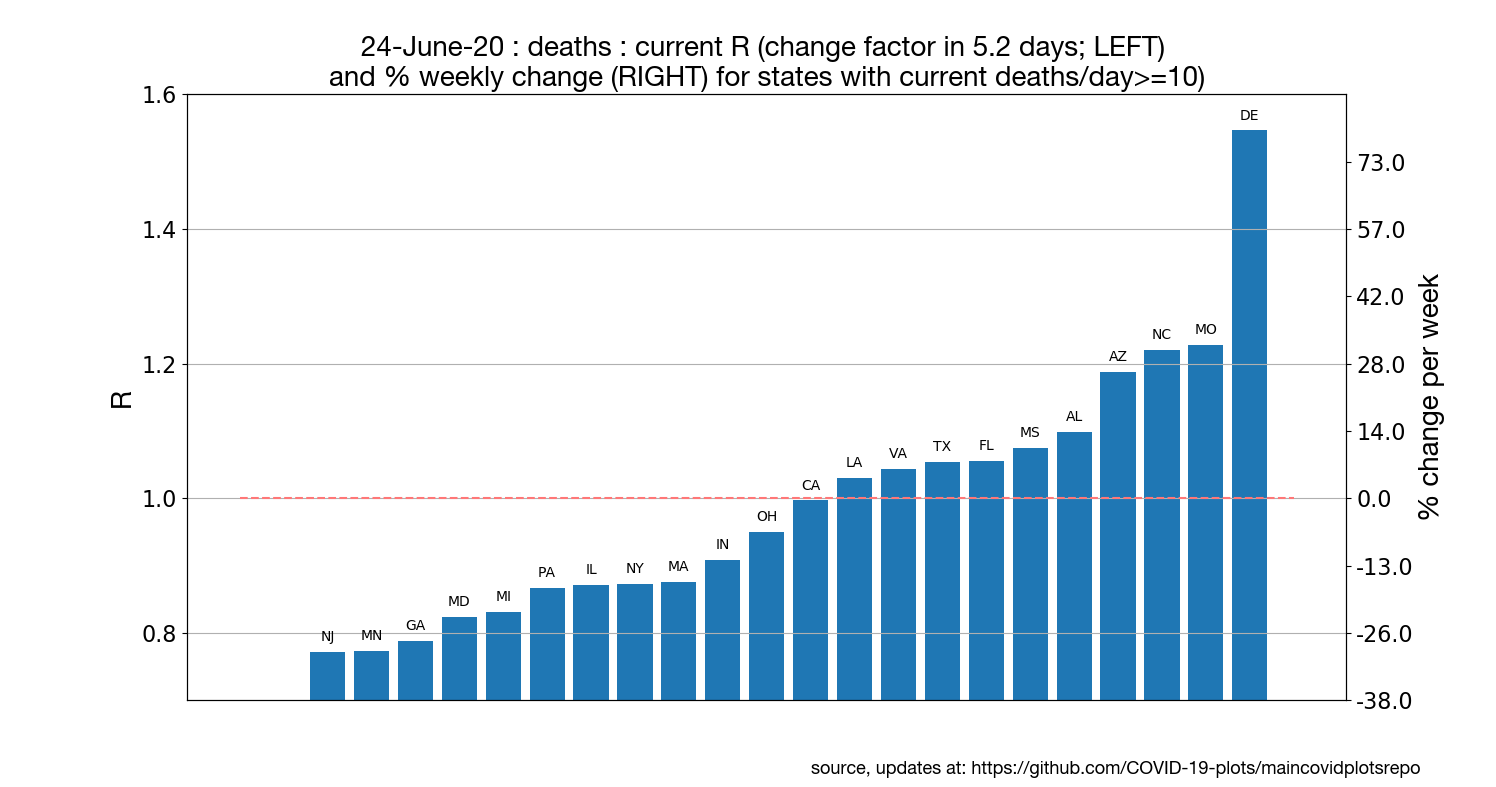 24-June-20 : deaths : current R (change factor in 5.2 days; LEFT)
and % weekly change (RIGHT) for states with current deaths/day>=10)
1.6
1.4
1.2
1.0
0.8
R
NJ
MN
GA
MD
MI
PA
IL
NY
MA
IN
OH
CA
LA
VA
TX
FL
MS
AL
AZ
NC
MO
DE
73.0
57.0
42.0
28.0
14.0
0.0
-13.0
-26.0
-38.0
% change per week
source, updates at: https://github.com/COVID-19-plots/maincovidplotsrepo